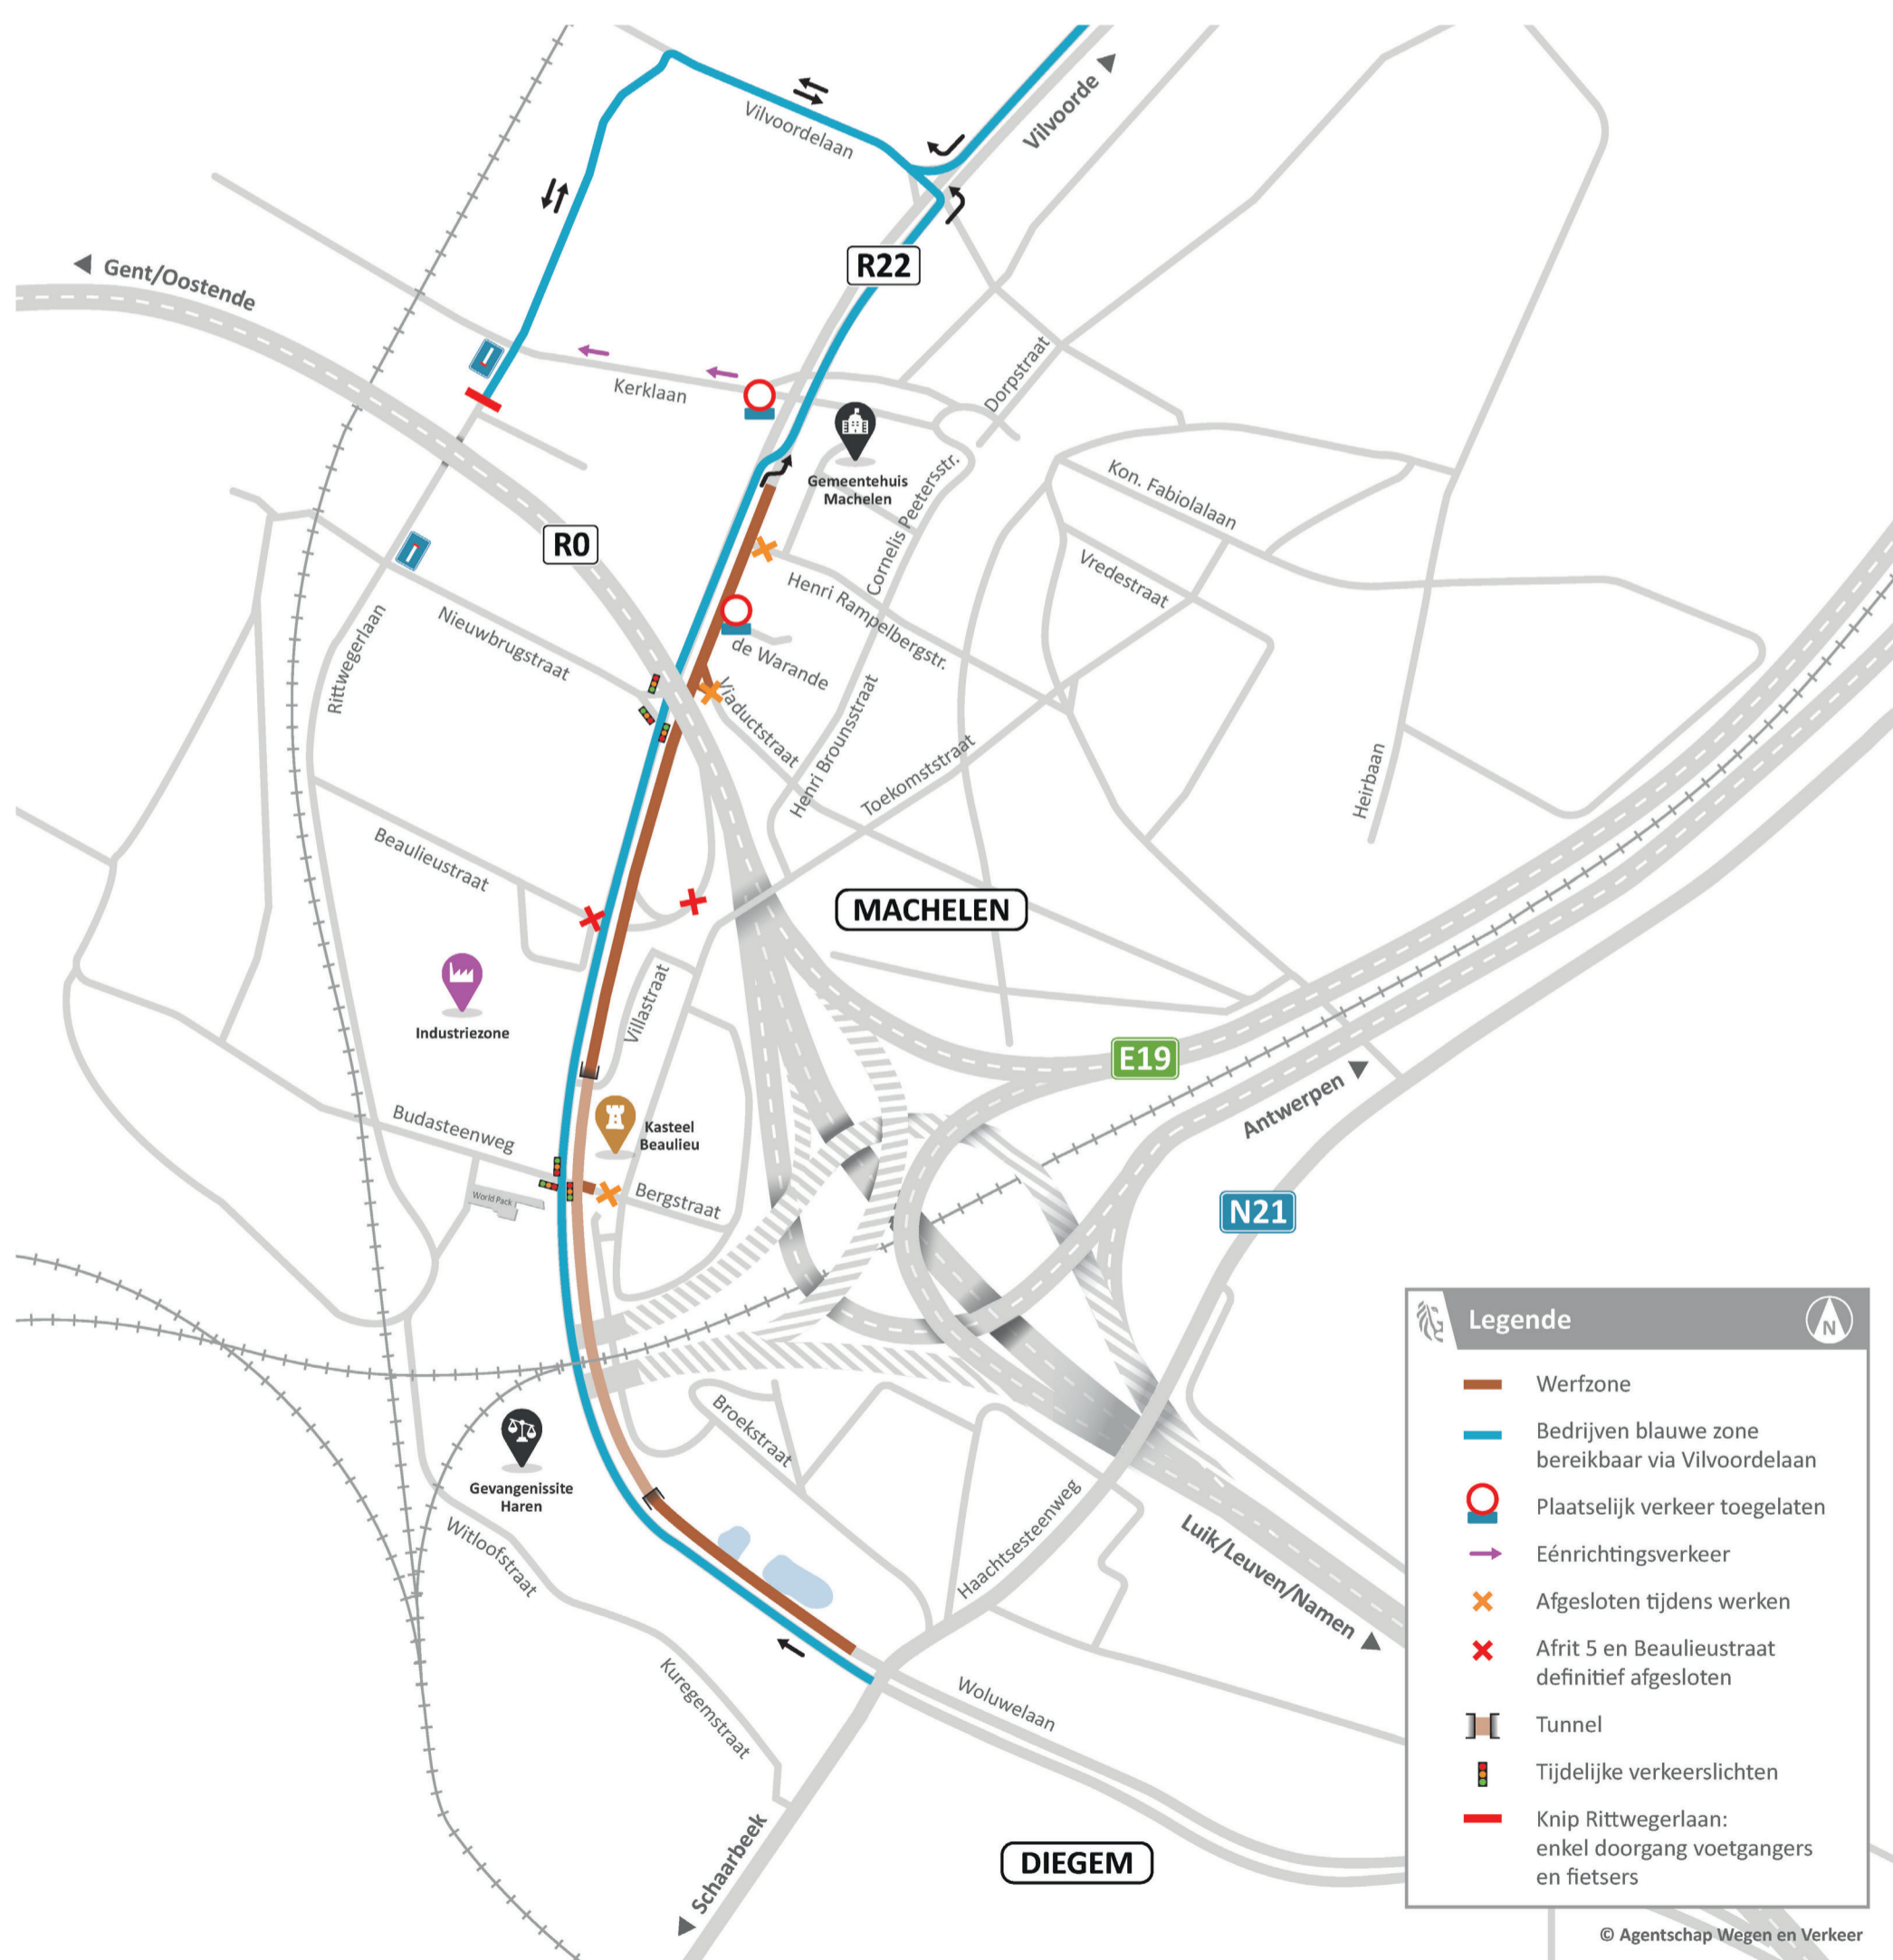 Vilvoorde
Vilvoordelaan
R22
Gent/Oostende
Kerklaan
Dorpstraat
Gemeentehuis
Machelen
Cornelis Peetersstr.
Kon. Fabiolalaan
R0
Henri Rampelbergstr.
Vredestraat
Nieuwbrugstraat
Rittwegerlaan
de Warande
Viaductstraat
Henri Brounsstraat
Toekomststraat
Heirbaan
Beaulieustraat
MACHELEN
Industriezone
Villastraat
E19
Antwerpen
Budasteenweg
Kasteel
Beaulieu
World Pack
Bergstraat
N21
Broekstraat
Gevangenissite
Haren
Witloofstraat
Haachtsesteenweg
Luik/Leuven/Namen
Kuregemstraat
Woluwelaan
Schaarbeek
DIEGEM
Legende
N
Werfzone
Bedrijven blauwe zone
bereikbaar via Vilvoordelaan
Plaatselijk verkeer toegelaten
Eénrichtingsverkeer
Afgesloten tijdens werken
Afrit 5 en Beaulieustraat
definitief afgesloten
Tunnel
Tijdelijke verkeerslichten
Knip Rittwegerlaan:
enkel doorgang voetgangers
en fietsers
© Agentschap Wegen en Verkeer